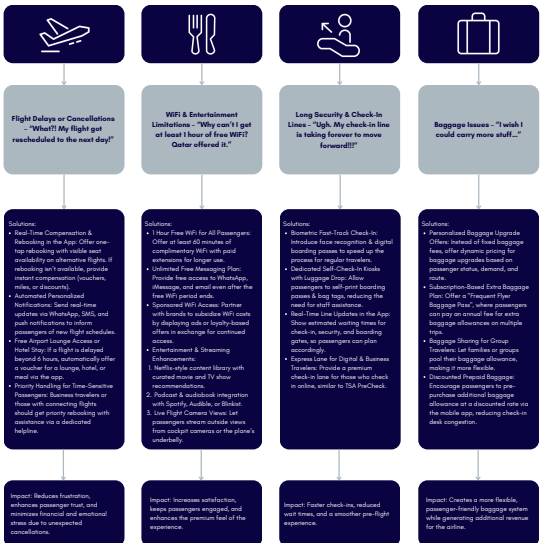 Flight Delays or Cancellations
- "What?! My flight got
rescheduled to the next day!"
WiFi & Entertainment
Limitations - "Why can't I get
at least 1 hour of free WiFi?
Qatar offered it."
Long Security & Check-In
Lines - "Ugh. My check-in line
is taking forever to move
forward!!!"
Baggage Issues - "I wish I
could carry more stuff..."
Solutions:
• Real-Time Compensation &
Rebooking in the App: Offer one-
tap rebooking with visible seat
availability on alternative flights. If
rebooking isn't available, provide
instant compensation (vouchers,
miles, or discounts).
• Automated Personalized
Notifications: Send real-time
updates via WhatsApp, SMS, and
push notifications to inform
passengers of new flight schedules.
• Free Airport Lounge Access or
Hotel Stay: If a flight is delayed
beyond 6 hours, automatically offer
a voucher for a lounge, hotel, or
meal via the app.
• Priority Handling for Time-Sensitive
Passengers: Business travelers or
those with connecting flights
should get priority rebooking with
assistance via a dedicated
helpline.
Solutions:
• 1 Hour Free WiFi for All Passengers:
Offer at least 60 minutes of
complimentary WiFi with paid
extensions for longer use.
• Unlimited Free Messaging Plan:
Provide free access to WhatsApp,
iMessage, and email even after the
free WiFi period ends.
• Sponsored WiFi Access: Partner
with brands to subsidize WiFi costs
by displaying ads or loyalty-based
offers in exchange for continued
access.
• Entertainment & Streaming
Enhancements:
1. Netflix-style content library with
curated movie and TV show
recommendations.
2. Podcast & audiobook integration
with Spotify, Audible, or Blinkist.
3. Live Flight Camera Views: Let
passengers stream outside views
from cockpit cameras or the plane's
underbelly.
Solutions:
• Biometric Fast-Track Check-In:
Introduce face recognition & digital
boarding passes to speed up the
process for regular travelers.
• Dedicated Self-Check-In Kiosks
with Luggage Drop: Allow
passengers to self-print boarding
passes & bag tags, reducing the
need for staff assistance.
• Real-Time Line Updates in the App:
Show estimated waiting times for
check-in, security, and boarding
gates, so passengers can plan
accordingly.
• Express Lane for Digital & Business
Travelers: Provide a premium
check-in lane for those who check
in online, similar to TSA PreCheck.
Solutions:
• Personalized Baggage Upgrade
Offers: Instead of fixed baggage
fees, offer dynamic pricing for
baggage upgrades based on
passenger status, demand, and
route.
• Subscription-Based Extra Baggage
Plan: Offer a "Frequent Flyer
Baggage Pass", where passengers
can pay an annual fee for extra
baggage allowances on multiple
trips.
• Baggage Sharing for Group
Travelers: Let families or groups
pool their baggage allowance,
making it more flexible.
• Discounted Prepaid Baggage:
Encourage passengers to pre-
purchase additional baggage
allowance at a discounted rate via
the mobile app, reducing check-in
desk congestion.
Impact: Reduces frustration,
enhances passenger trust, and
minimizes financial and emotional
stress due to unexpected
cancellations.
Impact: Increases satisfaction,
keeps passengers engaged, and
enhances the premium feel of the
experience.
Impact: Faster check-ins, reduced
wait times, and a smoother pre-flight
experience.
Impact: Creates a more flexible,
passenger-friendly baggage system
while generating additional revenue
for the airline.